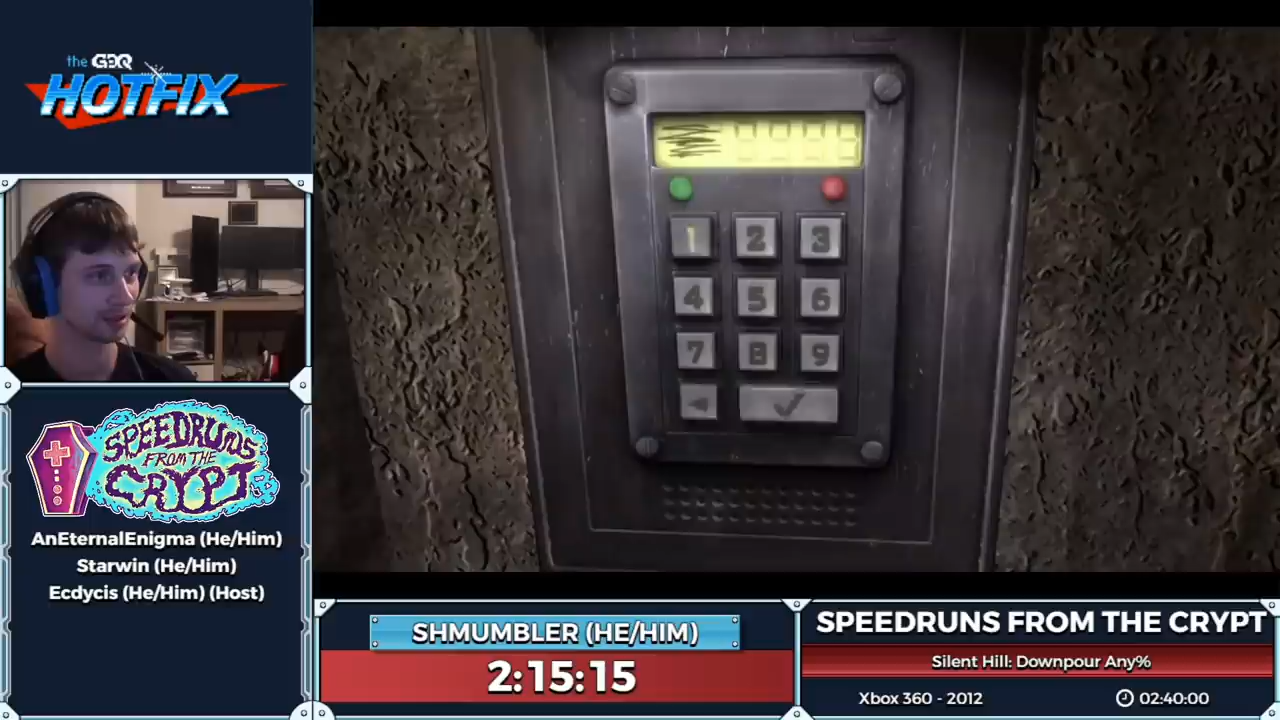 the GDQ
HOTFIX
SPEEDRUNS
FROM THE
CRYPT
AnEternalEnigma (He/Him)
Starwin (He/Him)
Ecdycis (He/Him) (Host)
1 2 3
4 5 6
7 8 9
SHMUMBLER (HE/HIM)
2:15:15
SPEEDRUNS FROM THE CRYPT
Silent Hill: Downpour Any%
Xbox 360 - 2012
02:40:00